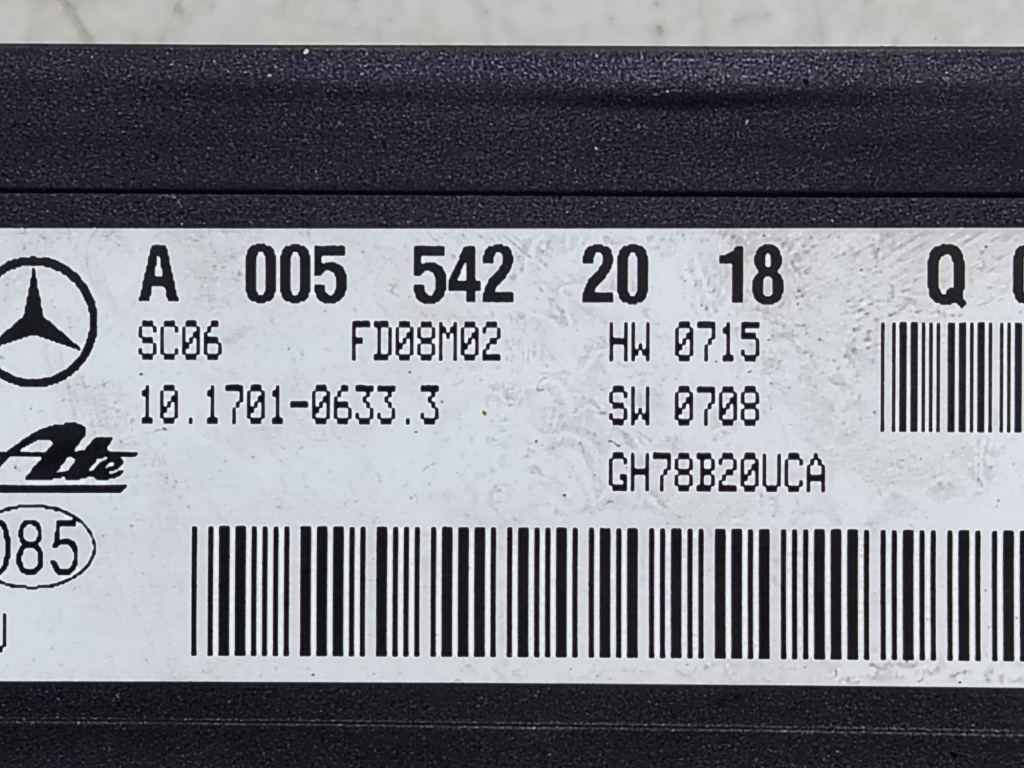 A 005 542 20 18 Q
SC06 FD08M02 HW 0715
10.1701-0633.3 SW 0708
Ate
GH78B20UCA
085